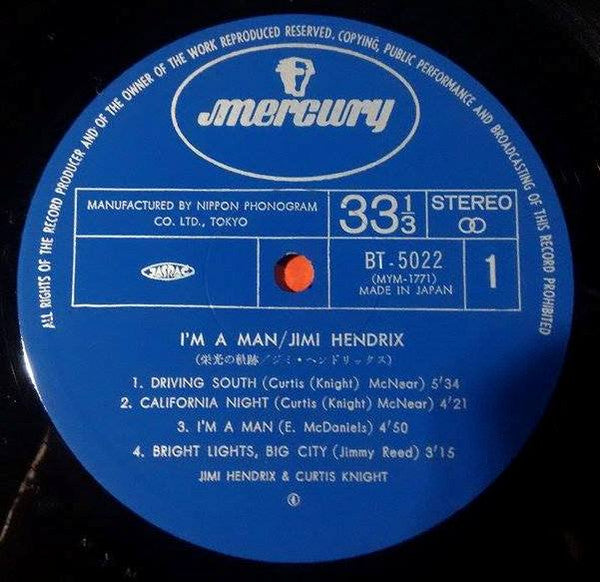 ALL RIGHTS OF THE RECORD PRODUCER AND OF THE OWNER OF THE WORK REPRODUCED RESERVED. COPYING, PUBLIC PERFORMANCE AND BROADCASTING OF THIS RECORD PROHIBITED
mercury
MANUFACTURED BY NIPPON PHONOGRAM
CO. LTD., TOKYO
33 1/3
STEREO
JASRAC
BT-5022
(MYM-1771)
MADE IN JAPAN
1
I'M A MAN/JIMI HENDRIX
(栄光の軌跡/ジミ・ヘンドリックス)
1. DRIVING SOUTH (Curtis (Knight) McNear) 5'34
2. CALIFORNIA NIGHT (Curtis (Knight) McNear) 4'21
3. I'M A MAN (E. McDaniels) 4'50
4. BRIGHT LIGHTS, BIG CITY (Jimmy Reed) 3'15
JIMI HENDRIX & CURTIS KNIGHT